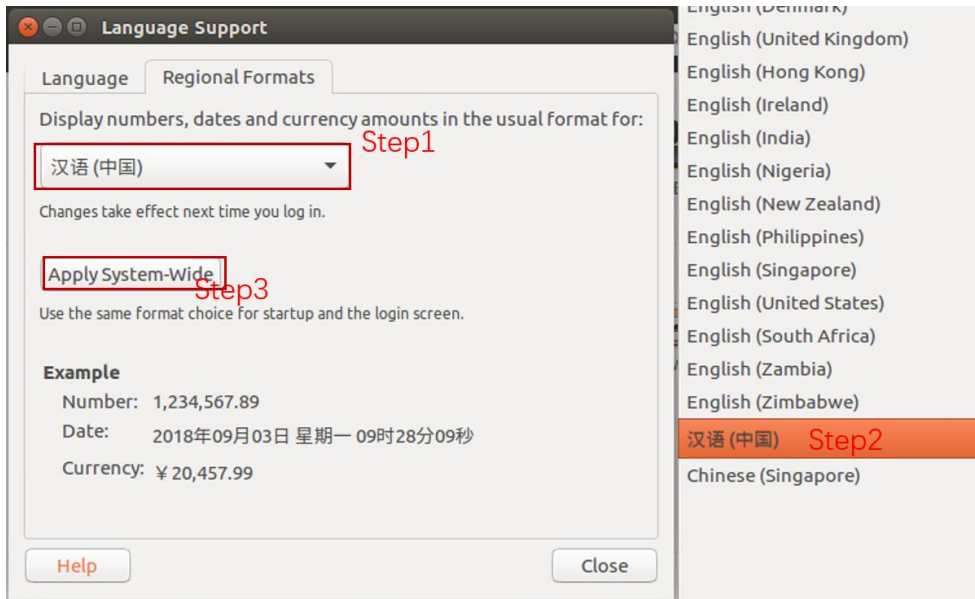 Language Support
Language
Regional Formats
Display numbers, dates and currency amounts in the usual format for:
Step1
汉语 (中国)
Changes take effect next time you log in.
Apply System-Wide
Step3
Use the same format choice for startup and the login screen.
Example
Number: 1,234,567.89
Date: 2018年09月03日 星期一 09时28分09秒
Currency: ￥20,457.99
Help
Close
English (Denmark)
English (United Kingdom)
English (Hong Kong)
English (Ireland)
English (India)
English (Nigeria)
English (New Zealand)
English (Philippines)
English (Singapore)
English (United States)
English (South Africa)
English (Zambia)
English (Zimbabwe)
汉语 (中国) Step2
Chinese (Singapore)